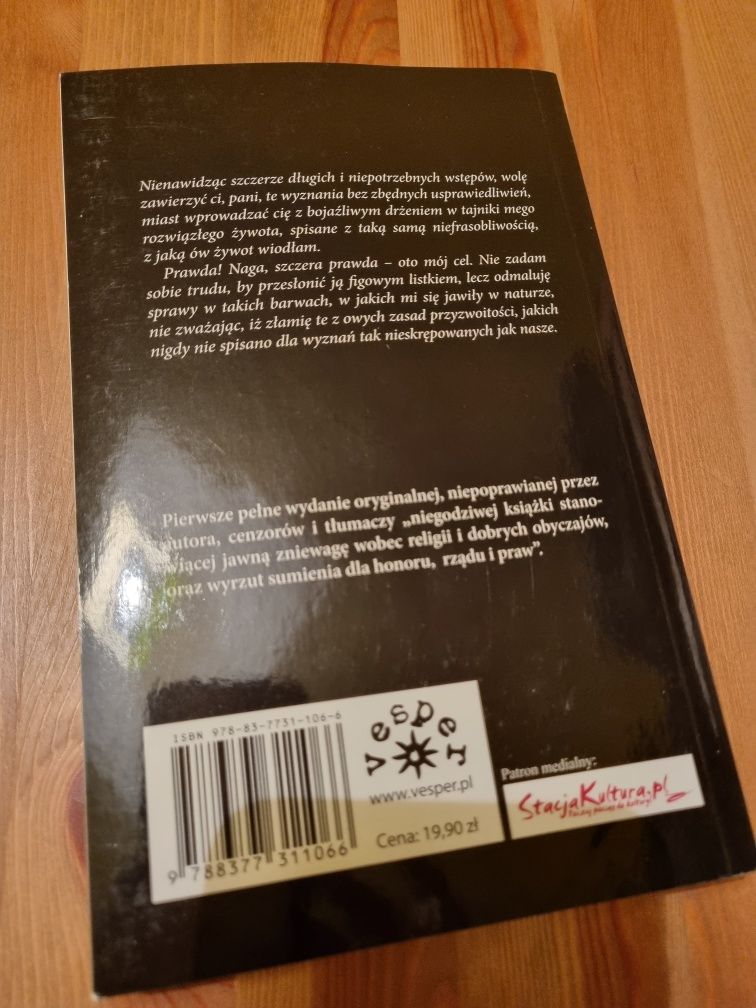 Nienawidząc szczerze długich i niepotrzebnych wstępów, wolę
zawierzyć ci, pani, te wyznania bez zbędnych usprawiedliwień,
miast wprowadzać cię z bojaźliwym drżeniem w tajniki mego
rozwiązłego żywota, spisane z taką samą niefrasobliwością,
z jaką ów żywot wiodłam.
Prawda! Naga, szczera prawda – oto mój cel. Nie zadam
sobie trudu, by przesłonić ją figowym listkiem, lecz odmaluję
sprawy w takich barwach, w jakich mi się jawiły w naturze,
nie zważając, iż złamię te z owych zasad przyzwoitości, jakich
nigdy nie spisano dla wyznań tak nieskrępowanych jak nasze.
Pierwsze pełne wydanie oryginalnej, niepoprawianej przez
autora, cenzorów i tłumaczy „niegodziwej książki stano-
wiącej jawną zniewagę wobec religii i dobrych obyczajów,
oraz wyrzut sumienia dla honoru, rządu i praw”.
ISBN 978-83-7731-106-6
9 788377 311066
vesper
www.vesper.pl
Cena: 19,90 zł
Patron medialny:
StacjaKultura.pl